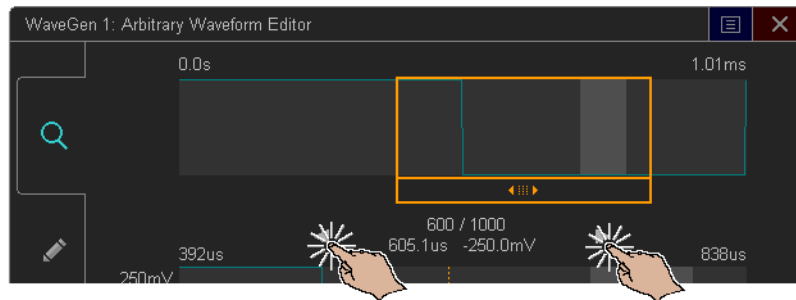 WaveGen 1: Arbitrary Waveform Editor
0.0s 1.01ms
600 / 1000
392us 605.1us -250.0mV 838us
250mV